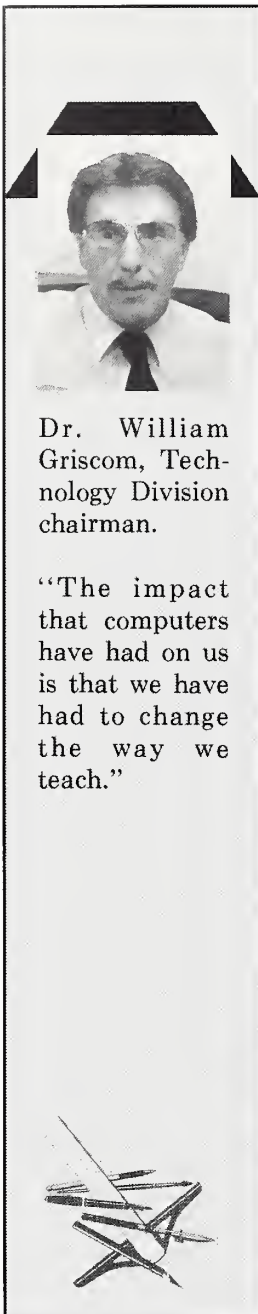 Dr. William
Griscom, Tech-
nology Division
chairman.
“The impact
that computers
have had on us
is that we have
had to change
the way we
teach.”